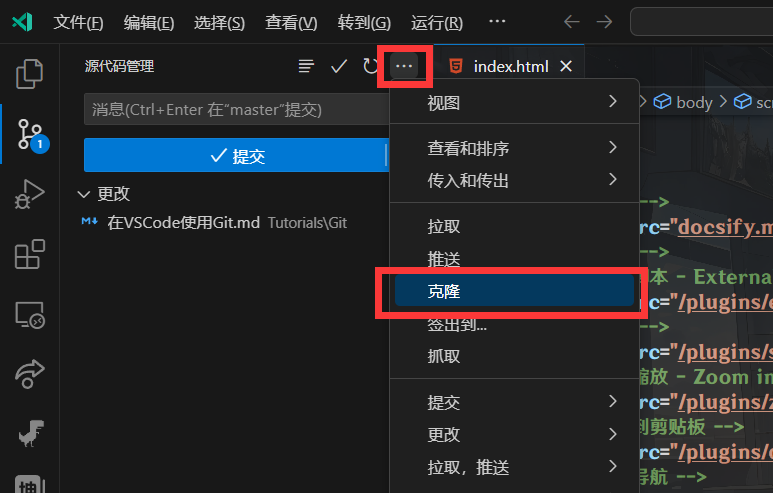 文件(F) 编辑(E) 选择(S) 查看(V) 转到(G) 运行(R) ···
源代码管理
index.html
消息(Ctrl+Enter 在“master”提交)
提交
1
更改
在VSCode使用Git.md Tutorials\Git
视图
查看和排序
传入和传出
拉取
推送
克隆
签出到...
抓取
提交
更改
拉取，推送
body
-->
rc="docsify.m
-->
本 - Externa
rc="/plugins/e
-->
rc="/plugins/s
缩放 - Zoom in
rc="/plugins/z
到剪贴板 -->
rc="/plugins/
导航 -->
坤